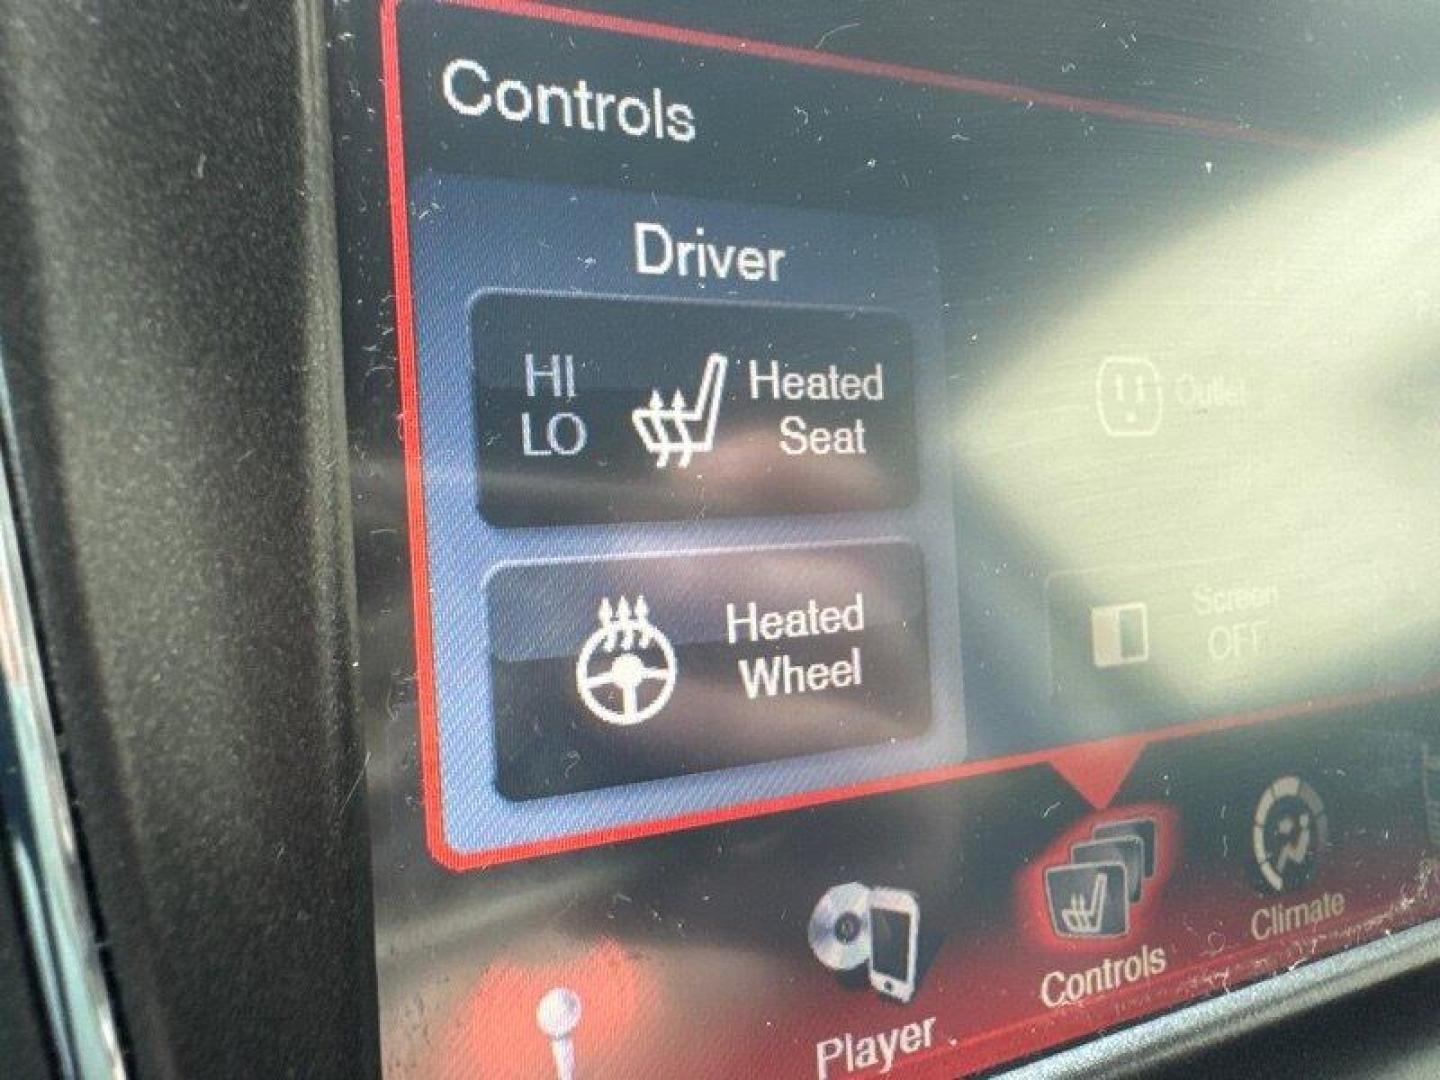 Controls
Driver
HI
LO
Heated
Seat
Outlet
Heated
Wheel
Screen
OFF
Player
Controls
Climate